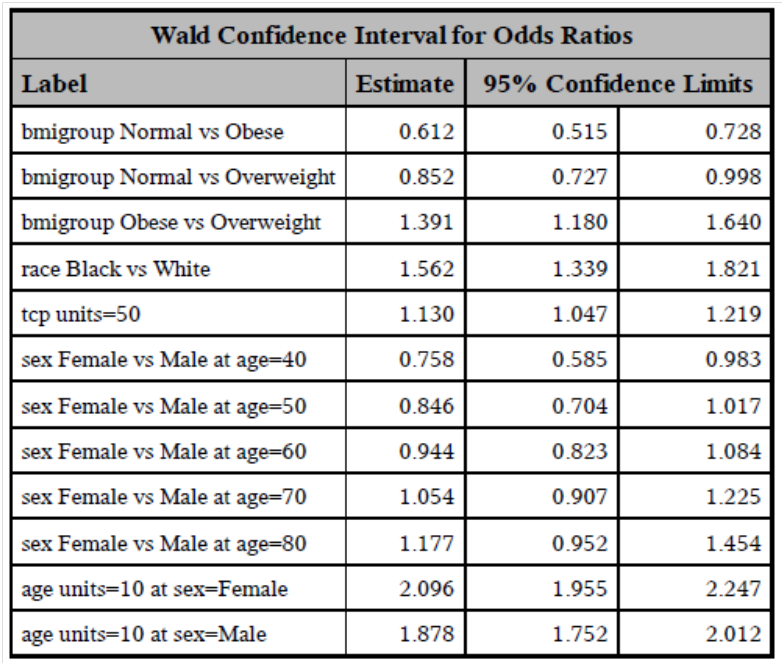 Wald Confidence Interval for Odds Ratios
Label Estimate 95% Confidence Limits
bmigroup Normal vs Obese 0.612 0.515 0.728
bmigroup Normal vs Overweight 0.852 0.727 0.998
bmigroup Obese vs Overweight 1.391 1.180 1.640
race Black vs White 1.562 1.339 1.821
tcp units=50 1.130 1.047 1.219
sex Female vs Male at age=40 0.758 0.585 0.983
sex Female vs Male at age=50 0.846 0.704 1.017
sex Female vs Male at age=60 0.944 0.823 1.084
sex Female vs Male at age=70 1.054 0.907 1.225
sex Female vs Male at age=80 1.177 0.952 1.454
age units=10 at sex=Female 2.096 1.955 2.247
age units=10 at sex=Male 1.878 1.752 2.012